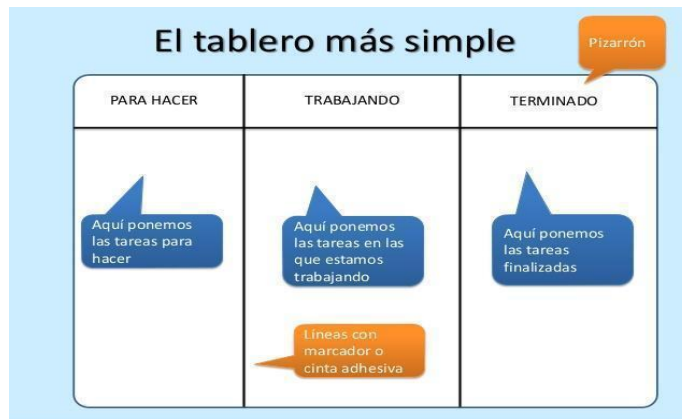 El tablero más simple
Pizarrón
PARA HACER
TRABAJANDO
TERMINADO
Aquí ponemos
las tareas para
hacer
Aquí ponemos
las tareas en las
que estamos
trabajando
Aquí ponemos
las tareas
finalizadas
Líneas con
marcador o
cinta adhesiva